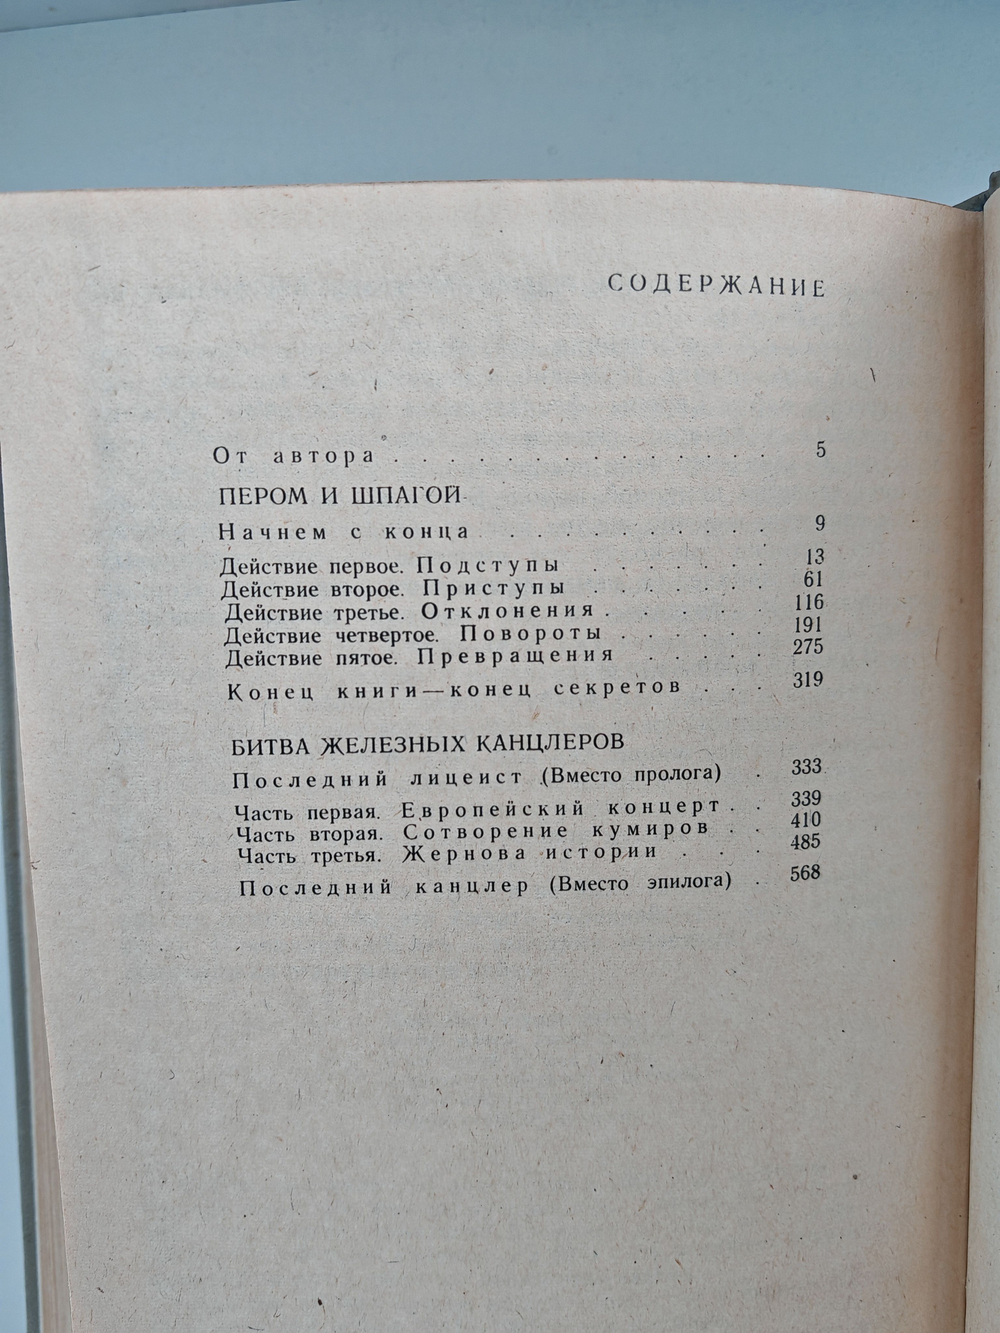 СОДЕРЖАНИЕ
От автора . . . . . . . . . . . . . . 5
ПЕРОМ И ШПАГОЙ
Начнем с конца . . . . . . . . . . 9
Действие первое. Подступы . . . . . . . 13
Действие второе. Приступы . . . . . . . 61
Действие третье. Отклонения . . . . . . 116
Действие четвертое. Повороты . . . . . . 191
Действие пятое. Превращения . . . . . 275
Конец книги — конец секретов . . . 319
БИТВА ЖЕЛЕЗНЫХ КАНЦЛЕРОВ
Последний лицеист (Вместо пролога) . 333
Часть первая. Европейский концерт . . 339
Часть вторая. Сотворение кумиров . . 410
Часть третья. Жернова истории . . . 485
Последний канцлер (Вместо эпилога) . 568